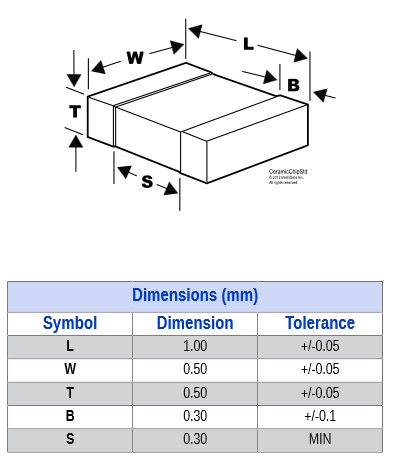 W
L
B
T
S
CeramicChipStd
© 2012 IntelliData Inc.
All rights reserved
Dimensions (mm)
Symbol Dimension Tolerance
L 1.00 +/-0.05
W 0.50 +/-0.05
T 0.50 +/-0.05
B 0.30 +/-0.1
S 0.30 MIN